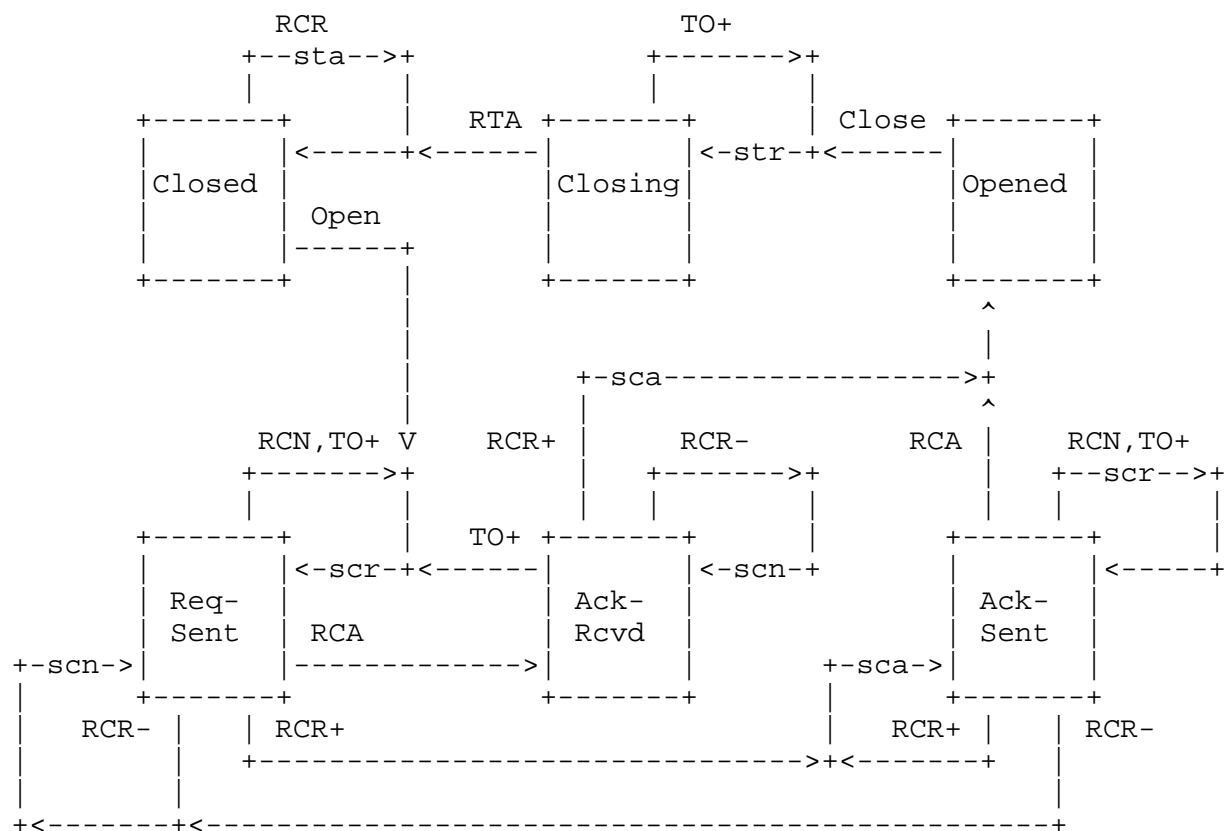 RCR TO+
sta
RTA Close
str
Closed Closing Opened
Open
sca
RCN,TO+ V RCR+ RCR- RCA RCN,TO+
scr
TO+
scr scn
Req- Ack- Ack-
Sent RCA Rcvd Sent
scn sca
RCR- RCR+ RCR+ RCR-